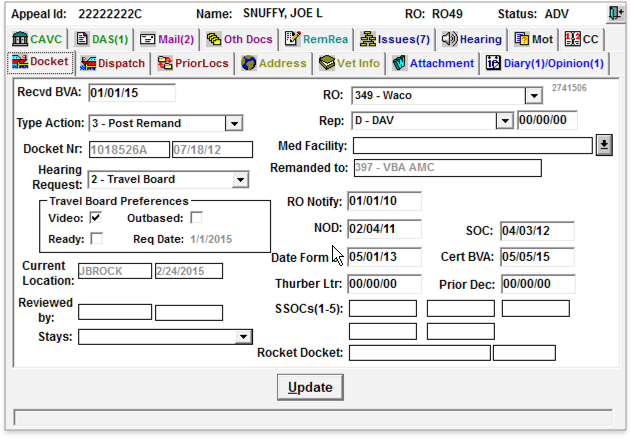 Appeal Id: 22222222C Name: SNUFFY, JOE L RO: RO49 Status: ADV
CAVC DAS(1) Mail(2) Oth Docs RemRea Issues(7) Hearing Mot CC
Docket Dispatch PriorLocs Address Vet Info Attachment Diary(1)/Opinion(1)
Recvd BVA: 01/01/15 RO: 349 - Waco 2741506
Type Action: 3 - Post Remand Rep: D - DAV 00/00/00
Docket Nr: 1018526A 07/18/12 Med Facility:
Hearing Request: 2 - Travel Board Remanded to: 397 - VBA AMC
Travel Board Preferences RO Notify: 01/01/10
Video: Outbased: NOD: 02/04/11 SOC: 04/03/12
Ready: Req Date: 1/1/2015 Date Form 05/01/13 Cert BVA: 05/05/15
Current Location: JBROCK 2/24/2015 Thurber Ltr: 00/00/00 Prior Dec: 00/00/00
Reviewed by: SSOCs(1-5):
Stays:
Rocket Docket:
Update